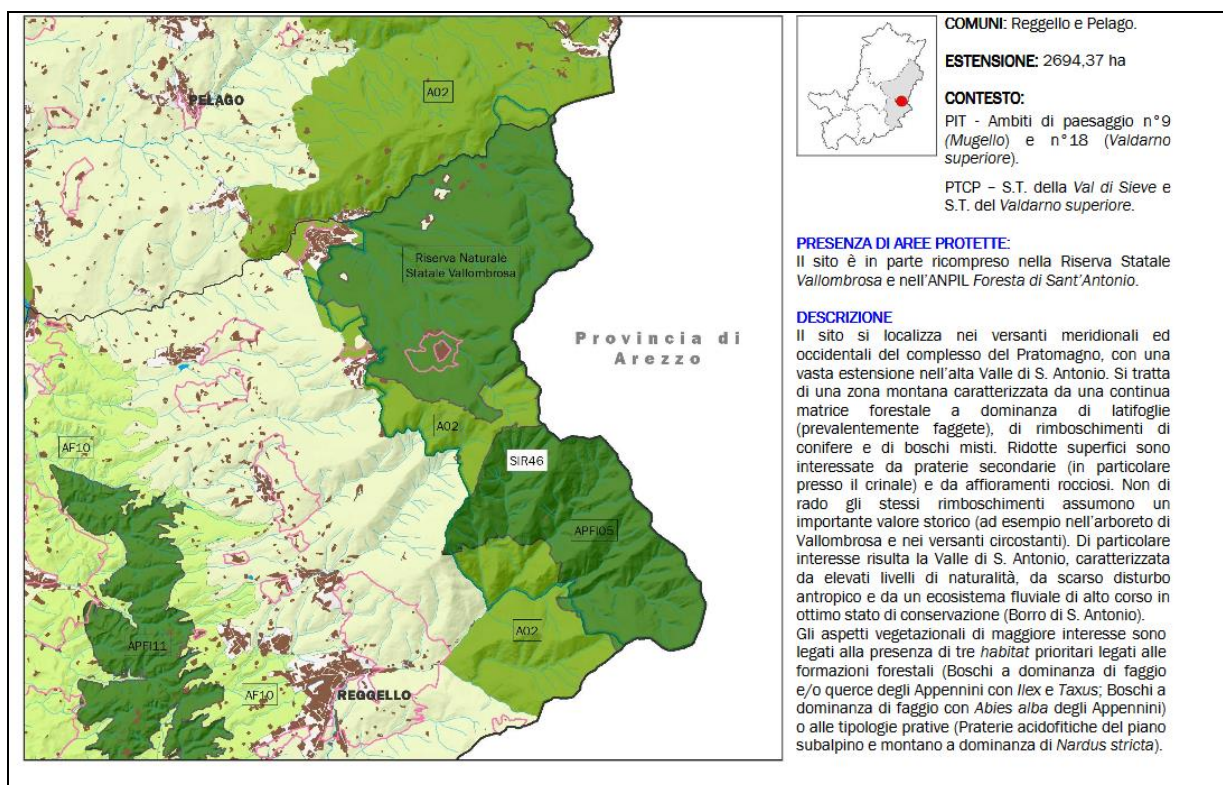 PELAGO
A02
Riserva Naturale
Statale Vallombrosa
Provincia di
Arezzo
A02
AF10
SIR46
APFI05
APFI11
A02
AF10
REGGELLO
COMUNI: Reggello e Pelago.
ESTENSIONE: 2694,37 ha
CONTESTO:
PIT - Ambiti di paesaggio n°9
(Mugello) e n°18 (Valdarno
superiore).
PTCP – S.T. della Val di Sieve e
S.T. del Valdarno superiore.
PRESENZA DI AREE PROTETTE:
Il sito è in parte ricompreso nella Riserva Statale
Vallombrosa e nell'ANPIL Foresta di Sant'Antonio.
DESCRIZIONE
Il sito si localizza nei versanti meridionali ed
occidentali del complesso del Pratomagno, con una
vasta estensione nell'alta Valle di S. Antonio. Si tratta
di una zona montana caratterizzata da una continua
matrice forestale a dominanza di latifoglie
(prevalentemente faggete), di rimboschimenti di
conifere e di boschi misti. Ridotte superfici sono
interessate da praterie secondarie (in particolare
presso il crinale) e da affioramenti rocciosi. Non di
rado gli stessi rimboschimenti assumono un
importante valore storico (ad esempio nell'arboreto di
Vallombrosa e nei versanti circostanti). Di particolare
interesse risulta la Valle di S. Antonio, caratterizzata
da elevati livelli di naturalità, da scarso disturbo
antropico e da un ecosistema fluviale di alto corso in
ottimo stato di conservazione (Borro di S. Antonio).
Gli aspetti vegetazionali di maggiore interesse sono
legati alla presenza di tre habitat prioritari legati alle
formazioni forestali (Boschi a dominanza di faggio
e/o querce degli Appennini con Ilex e Taxus; Boschi a
dominanza di faggio con Abies alba degli Appennini)
o alle tipologie prative (Praterie acidofitiche del piano
subalpino e montano a dominanza di Nardus stricta).